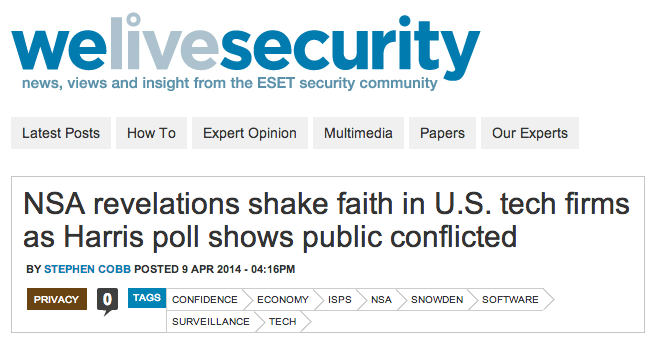 welivesecurity
news, views and insight from the ESET security community
Latest Posts How To Expert Opinion Multimedia Papers Our Experts
NSA revelations shake faith in U.S. tech firms
as Harris poll shows public conflicted
BY STEPHEN COBB POSTED 9 APR 2014 - 04:16PM
PRIVACY 0 TAGS CONFIDENCE ECONOMY ISPS NSA SNOWDEN SOFTWARE
SURVEILLANCE TECH